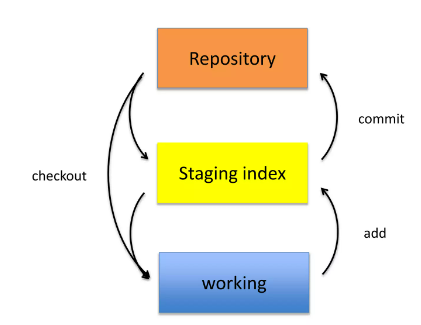 Repository
commit
Staging index
checkout
add
working